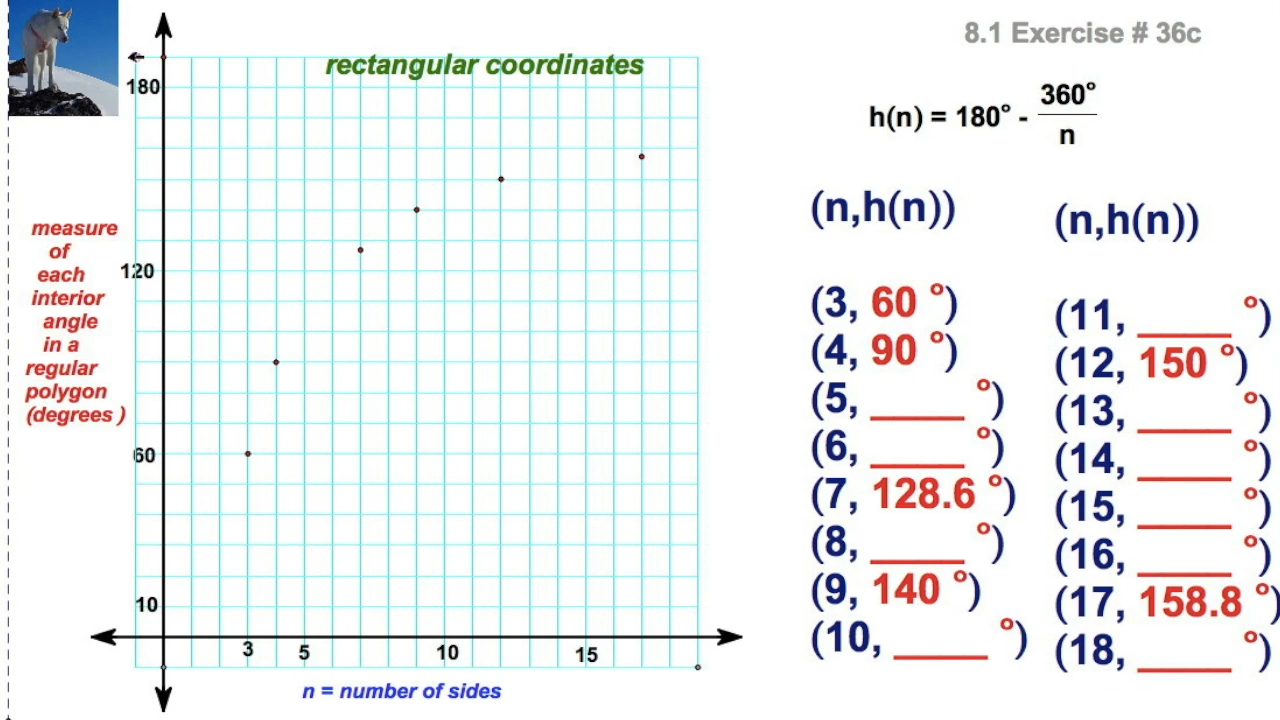 8.1 Exercise # 36c
rectangular coordinates
h(n) = 180° - 360°
n
180
120
60
10
3 5 10 15
measure
of
each
interior
angle
in a
regular
polygon
(degrees )
n = number of sides
(n,h(n))
(3, 60 °)
(4, 90 °)
(5, _____ °)
(6, _____ °)
(7, 128.6 °)
(8, _____ °)
(9, 140 °)
(10, _____ °)
(n,h(n))
(11, _____ °)
(12, 150 °)
(13, _____ °)
(14, _____ °)
(15, _____ °)
(16, _____ °)
(17, 158.8 °)
(18, _____ °)